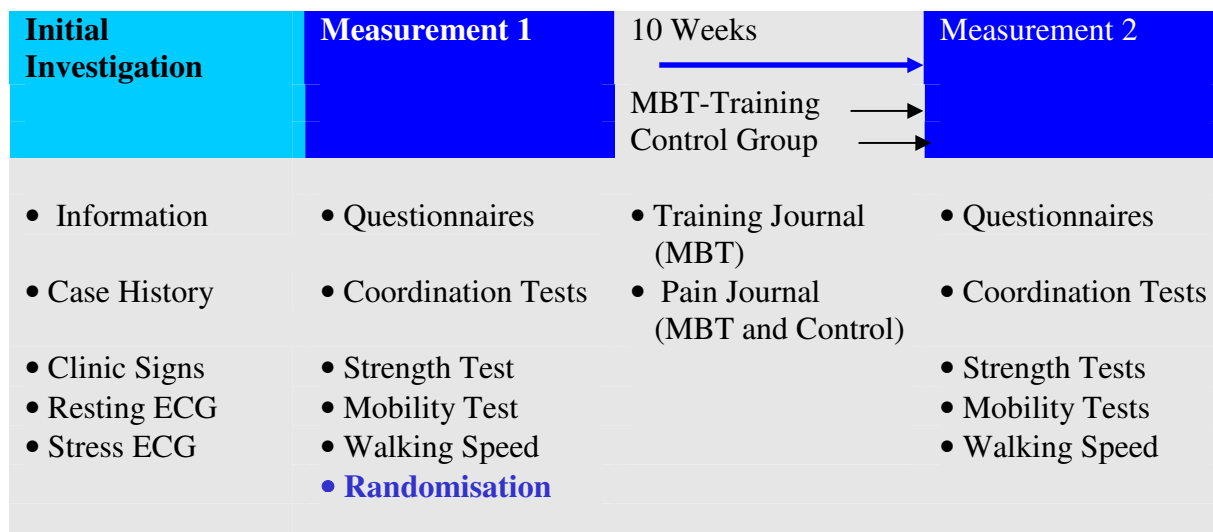 Initial
Investigation
Measurement 1
10 Weeks
MBT-Training
Control Group
Measurement 2
• Information
• Case History
• Clinic Signs
• Resting ECG
• Stress ECG
• Questionnaires
• Coordination Tests
• Strength Test
• Mobility Test
• Walking Speed
• Randomisation
• Training Journal
(MBT)
• Pain Journal
(MBT and Control)
• Questionnaires
• Coordination Tests
• Strength Tests
• Mobility Tests
• Walking Speed